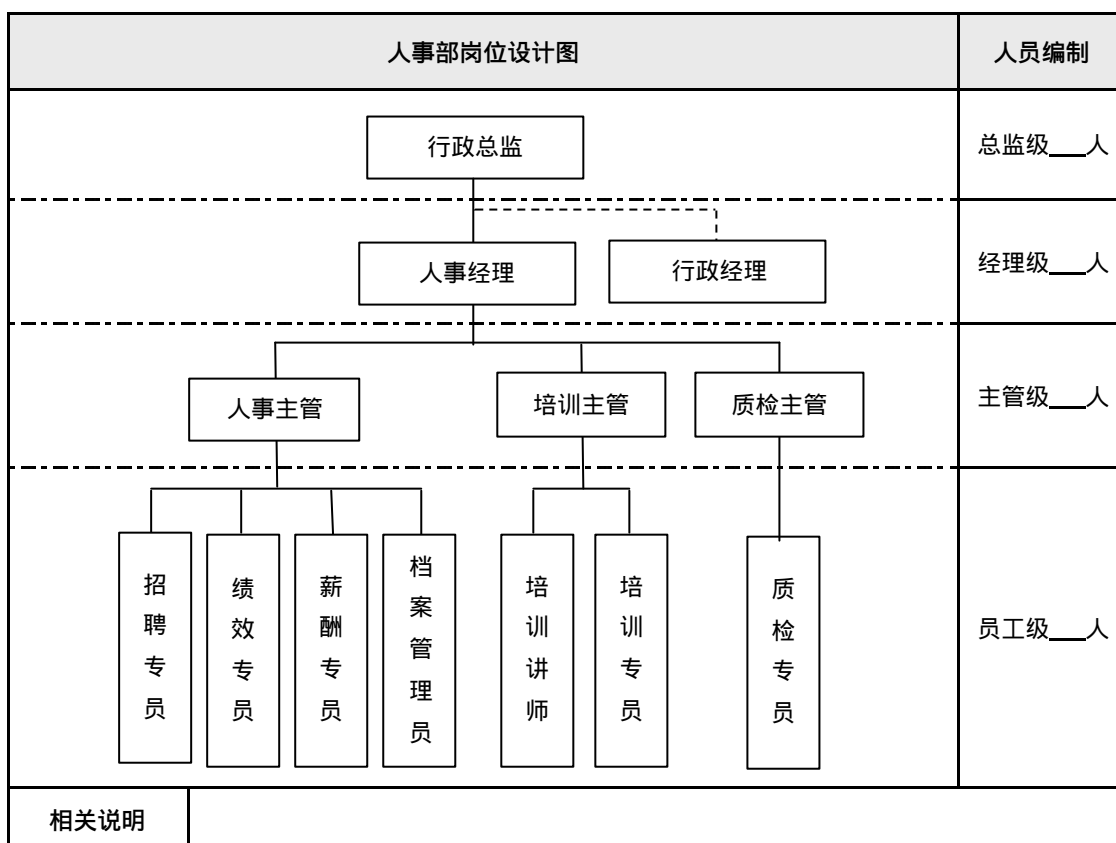 人事部岗位设计图
人员编制
行政总监
总监级___人
人事经理
行政经理
经理级___人
人事主管
培训主管
质检主管
主管级___人
招聘专员
绩效专员
薪酬专员
档案管理员
培训讲师
培训专员
质检专员
员工级___人
相关说明